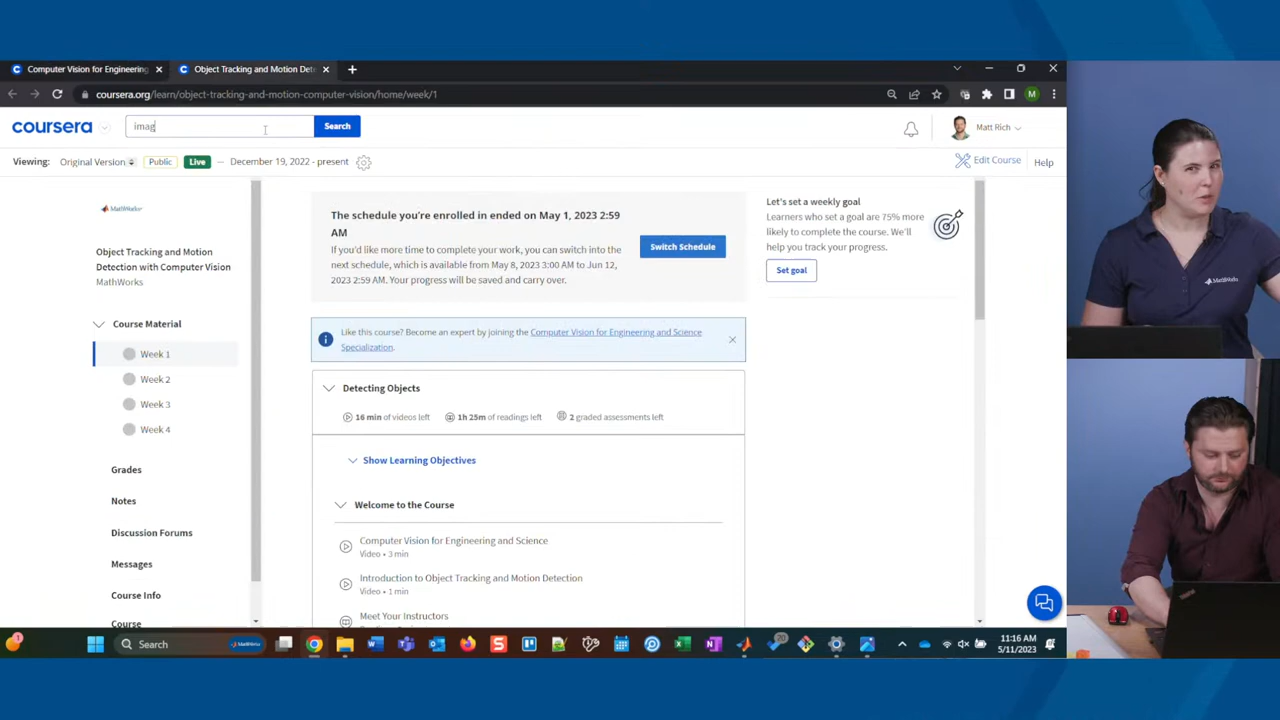 Computer Vision for Engineering
Object Tracking and Motion Dete
coursera.org/learn/object-tracking-and-motion-computer-vision/home/week/1
M
coursera
imag
Search
Matt Rich
Viewing: Original Version
Public
Live
December 19, 2022 - present
Edit Course
Help
MathWorks
Object Tracking and Motion
Detection with Computer Vision
MathWorks
Course Material
Week 1
Week 2
Week 3
Week 4
Grades
Notes
Discussion Forums
Messages
Course Info
Course
The schedule you're enrolled in ended on May 1, 2023 2:59
AM
If you'd like more time to complete your work, you can switch into the
next schedule, which is available from May 8, 2023 3:00 AM to Jun 12,
2023 2:59 AM. Your progress will be saved and carry over.
Switch Schedule
Like this course? Become an expert by joining the Computer Vision for Engineering and Science
Specialization.
Detecting Objects
16 min of videos left
1h 25m of readings left
2 graded assessments left
Show Learning Objectives
Welcome to the Course
Computer Vision for Engineering and Science
Video • 3 min
Introduction to Object Tracking and Motion Detection
Video • 1 min
Meet Your Instructors
Let's set a weekly goal
Learners who set a goal are 75% more
likely to complete the course. We'll
help you track your progress.
Set goal
MathWorks
1
Search
MathWorks
20
11:16 AM
5/11/2023